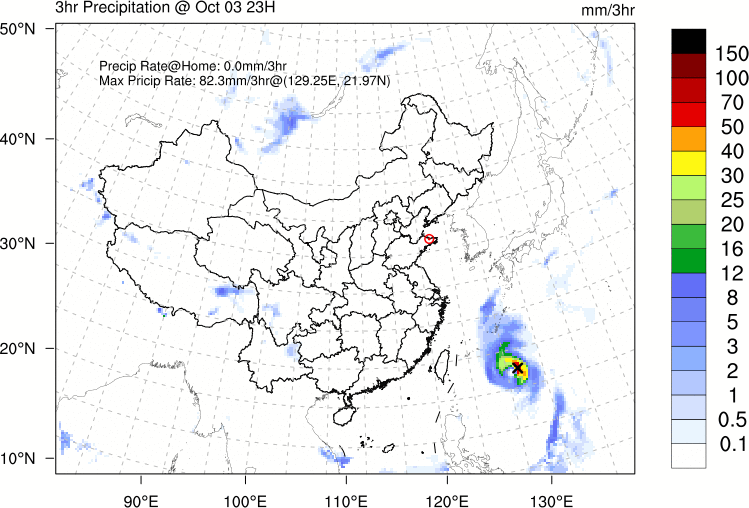 3hr Precipitation @ Oct 03 23H
mm/3hr
Precip Rate@Home: 0.0mm/3hr
Max Pricip Rate: 82.3mm/3hr@(129.25E, 21.97N)
50°N
40°N
30°N
20°N
10°N
90°E
100°E
110°E
120°E
130°E
150
100
70
50
40
30
25
20
16
12
8
5
3
2
1
0.5
0.1